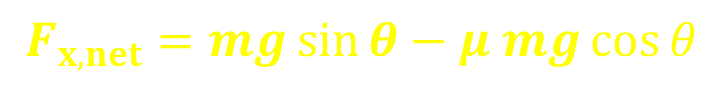 F_x,net = mg sin θ − μ mg cos θ